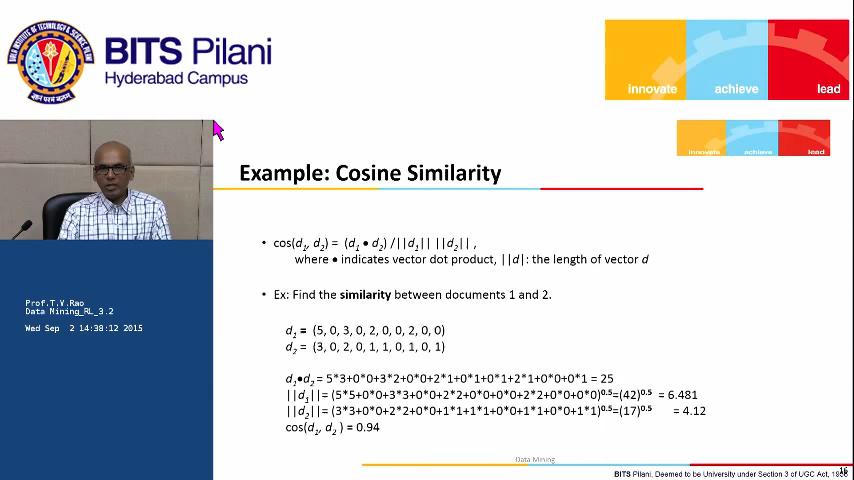 BITS Pilani
Hyderabad Campus
innovate achieve lead
innovate achieve lead
Example: Cosine Similarity
• cos(d1, d2) = (d1 • d2) /||d1|| ||d2|| ,
where • indicates vector dot product, ||d|: the length of vector d
• Ex: Find the similarity between documents 1 and 2.
d1 = (5, 0, 3, 0, 2, 0, 0, 2, 0, 0)
d2 = (3, 0, 2, 0, 1, 1, 0, 1, 0, 1)
d1•d2 = 5*3+0*0+3*2+0*0+2*1+0*1+0*1+2*1+0*0+0*1 = 25
||d1||= (5*5+0*0+3*3+0*0+2*2+0*0+0*0+2*2+0*0+0*0)0.5=(42)0.5 = 6.481
||d2||= (3*3+0*0+2*2+0*0+1*1+1*1+0*0+1*1+0*0+1*1)0.5=(17)0.5 = 4.12
cos(d1, d2 ) = 0.94
Prof.T.V.Rao
Data Mining_RL_3.2
Wed Sep 2 14:38:12 2015
Data Mining
BITS Pilani, Deemed to be University under Section 3 of UGC Act,